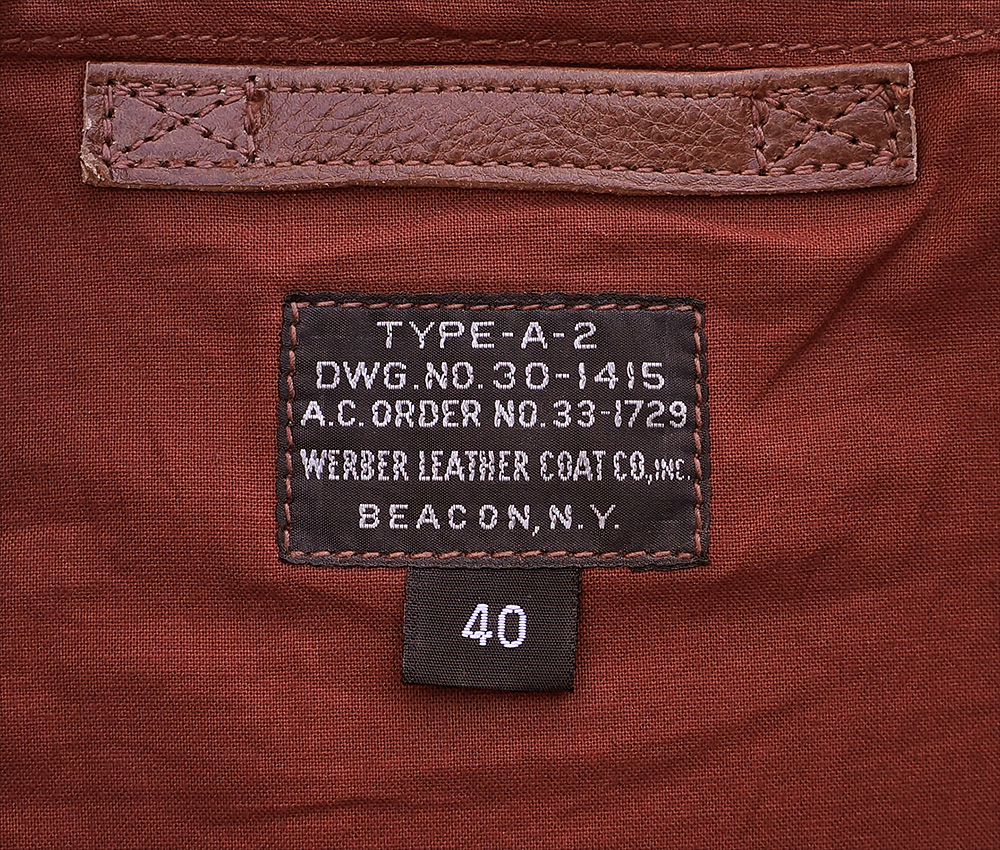 TYPE-A-2
DWG.NO. 30-1415
A.C. ORDER NO. 33-1729
WERBER LEATHER COAT CO., INC.
BEACON, N.Y.
40